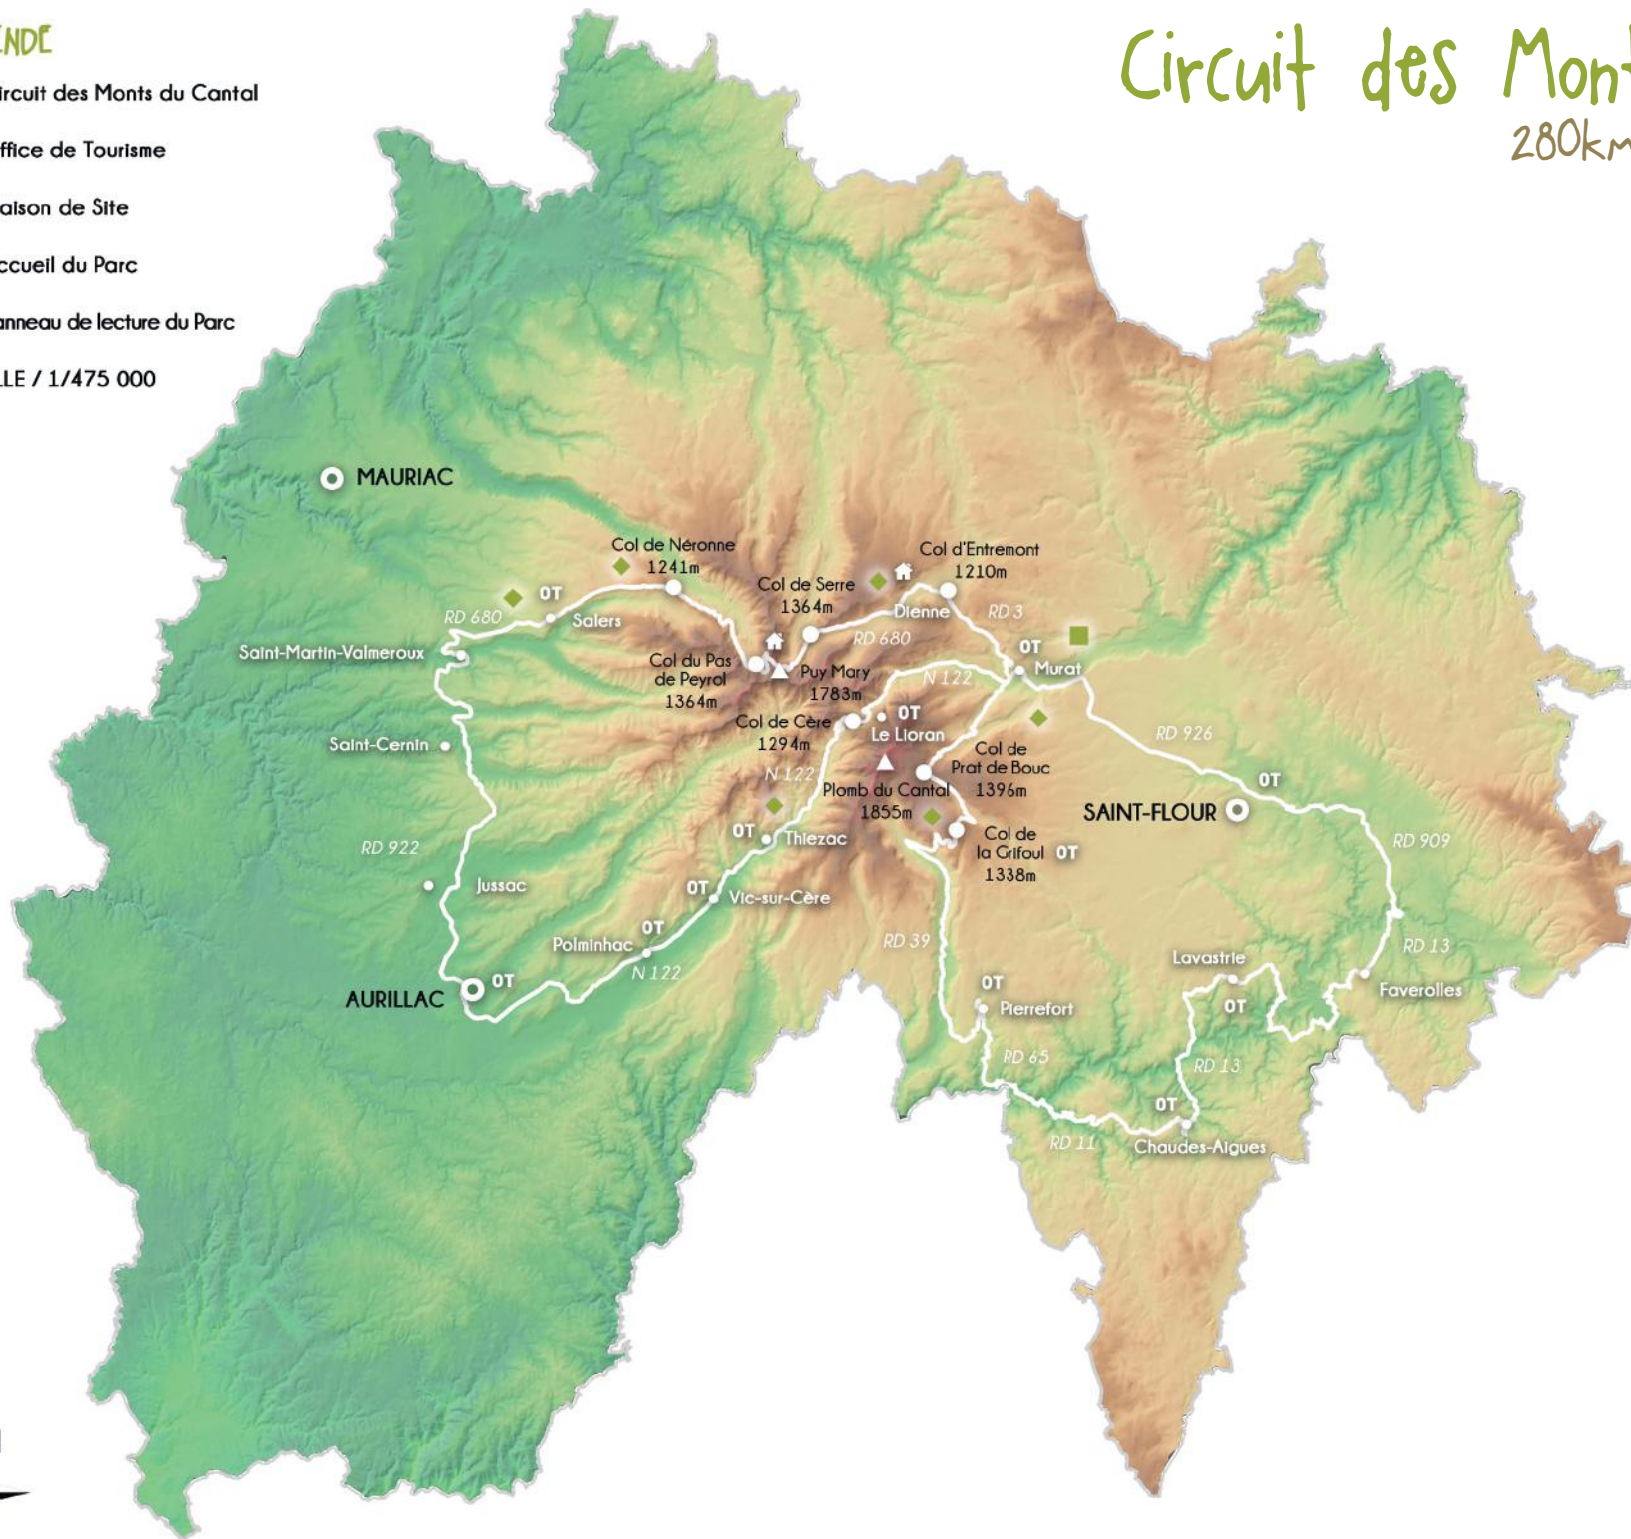 ENDE
ircuit des Monts du Cantal
ffice de Tourisme
aison de Site
ccueil du Parc
anneau de lecture du Parc
LLE / 1/475 000
Circuit des Mont
280km
MAURIAC
Col de Néronne
1241m
Col d'Entremont
1210m
Col de Serre
1364m
OT
RD 680
Salers
Dienne
RD 3
RD 680
Saint-Martin-Valmeroux
OT
Murat
Col du Pas
de Peyrol
1364m
Puy Mary
1783m
N 122
Col de Cère
1294m
OT
Le Lioran
Saint-Cernin
RD 926
Col de
Prat de Bouc
1396m
N 122
Plomb du Cantal
1855m
OT
SAINT-FLOUR
OT
Thiezac
Col de
la Grifoul
1338m
OT
RD 909
RD 922
Jussac
OT
Vic-sur-Cère
OT
Polminhac
N 122
RD 39
RD 13
Lavastrie
OT
Faverolles
AURILLAC
OT
OT
Pierrefort
RD 65
RD 13
OT
RD 11
Chaudes-Aigues